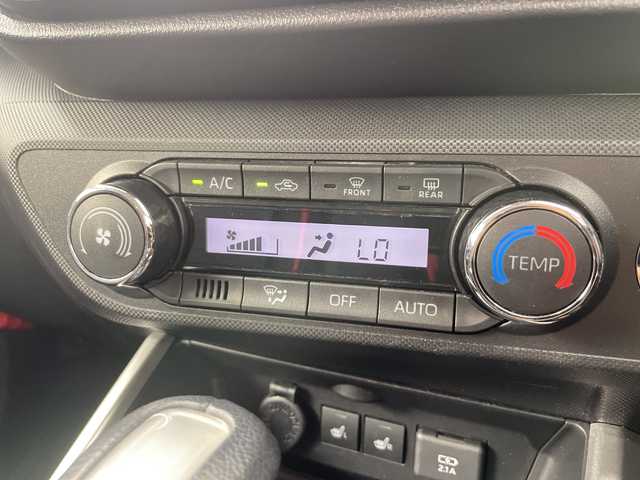 A/C
FRONT
REAR
LO
TEMP
OFF
AUTO
L
R
2.1A